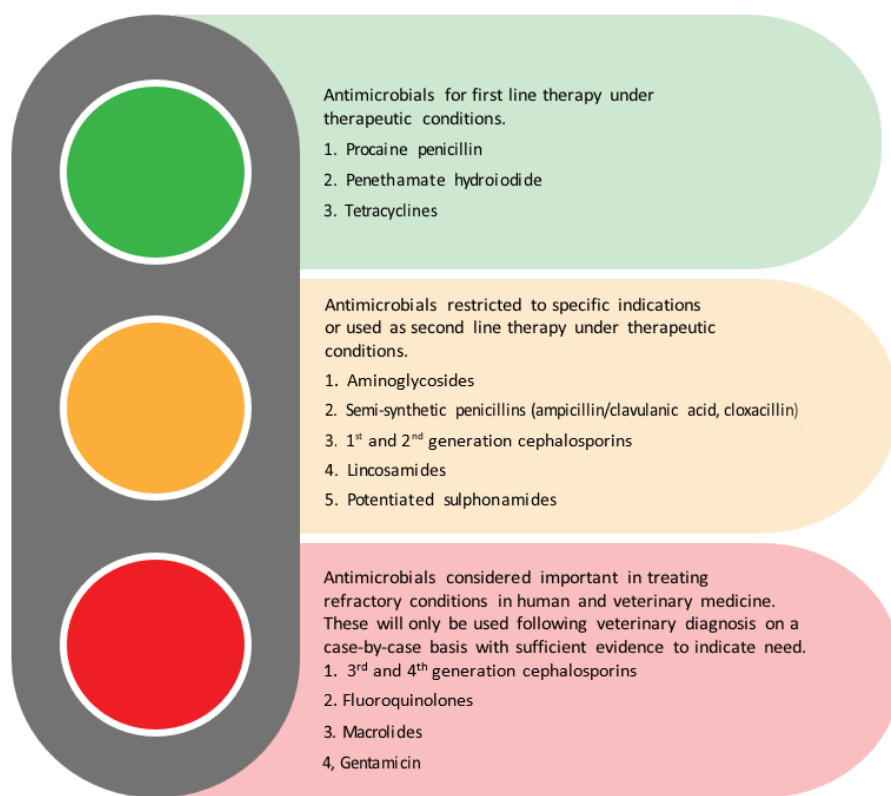 Antimicrobials for first line therapy under
therapeutic conditions.
1. Procaine penicillin
2. Penethamate hydroiodide
3. Tetracyclines
Antimicrobials restricted to specific indications
or used as second line therapy under therapeutic
conditions.
1. Aminoglycosides
2. Semi-synthetic penicillins (ampicillin/clavulanic acid, cloxacillin)
3. 1st and 2nd generation cephalosporins
4. Lincosamides
5. Potentiated sulphonamides
Antimicrobials considered important in treating
refractory conditions in human and veterinary medicine.
These will only be used following veterinary diagnosis on a
case-by-case basis with sufficient evidence to indicate need.
1. 3rd and 4th generation cephalosporins
2. Fluoroquinolones
3. Macrolides
4, Gentamicin